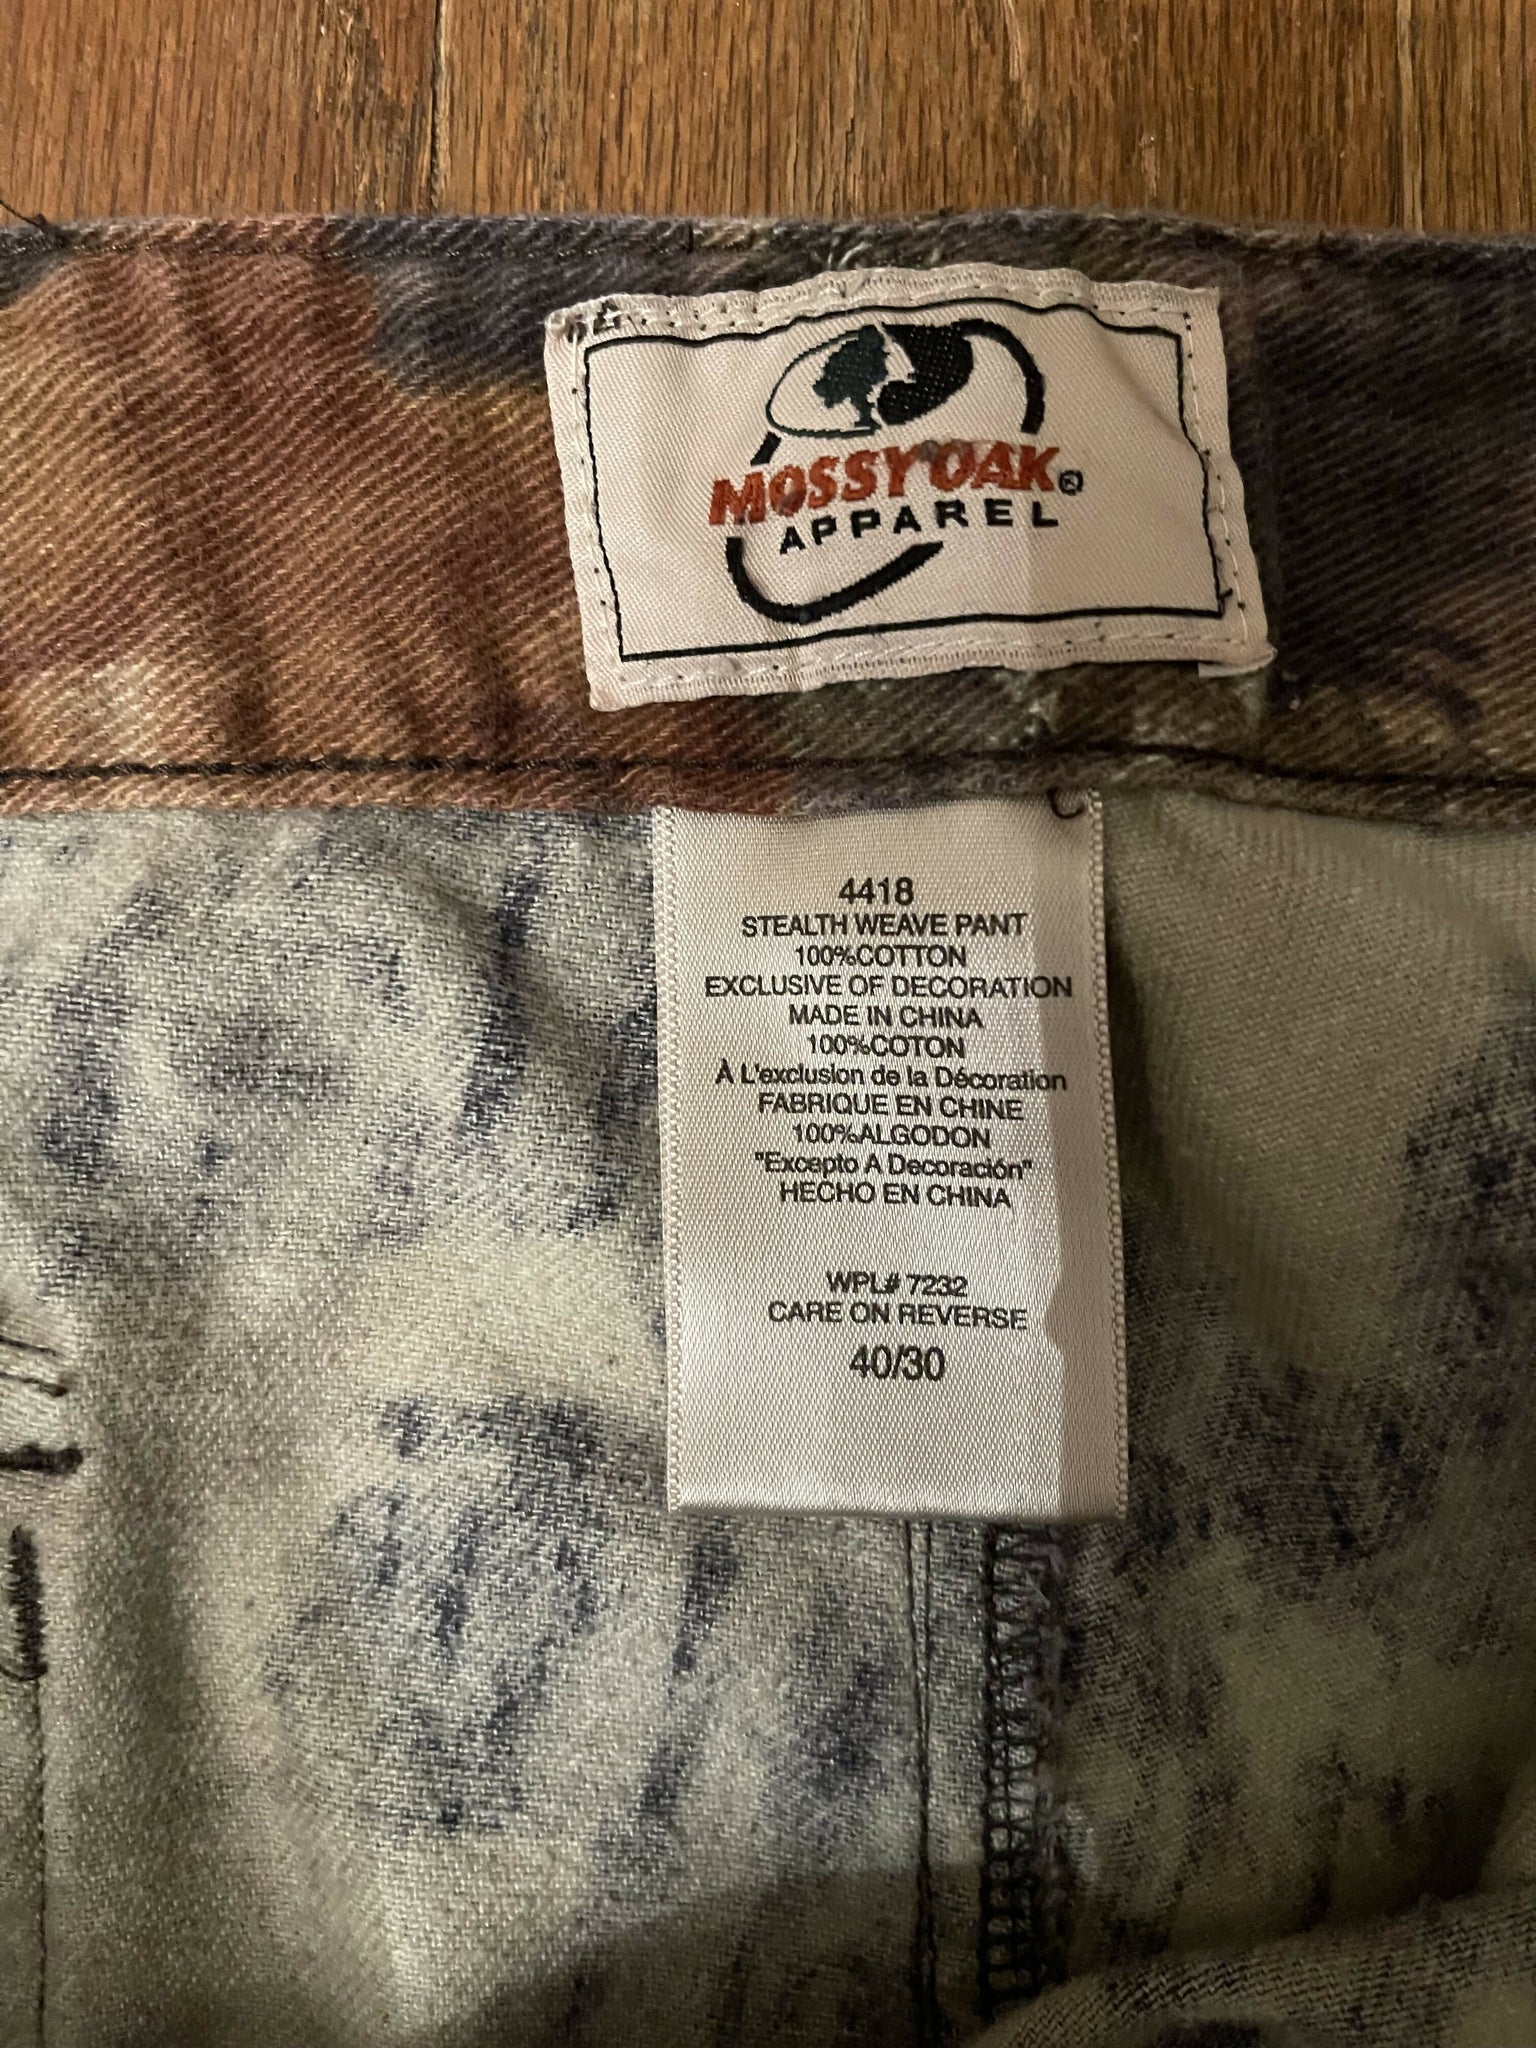 MOSSY OAK®
APPAREL
4418
STEALTH WEAVE PANT
100%COTTON
EXCLUSIVE OF DECORATION
MADE IN CHINA
100%COTON
À L'exclusion de la Décoration
FABRIQUE EN CHINE
100%ALGODON
"Excepto A Decoración"
HECHO EN CHINA
WPL# 7232
CARE ON REVERSE
40/30